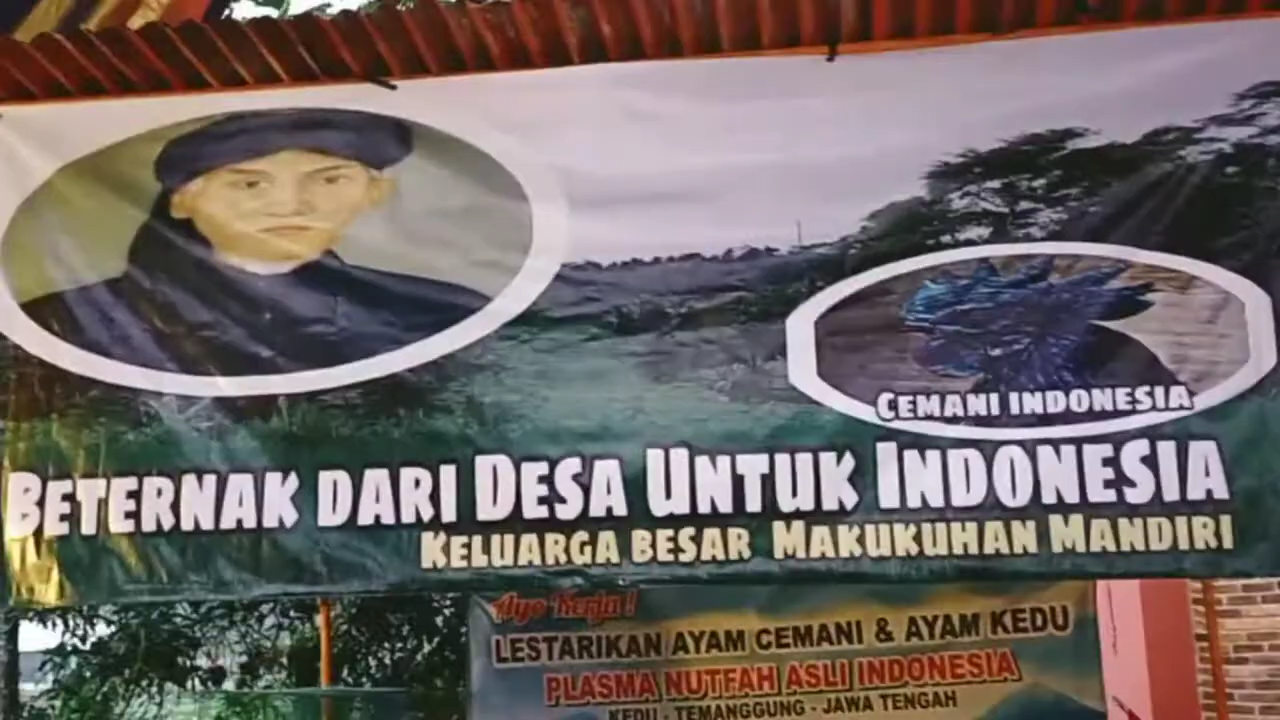 CEMANI INDONESIA
BETERNAK DARI DESA UNTUK INDONESIA
KELUARGA BESAR MAKUKUHAN MANDIRI
Ayo Kerja!
LESTARIKAN AYAM CEMANI & AYAM KEDU
PLASMA NUTFAH ASLI INDONESIA
KEDU - TEMANGGUNG - JAWA TENGAH